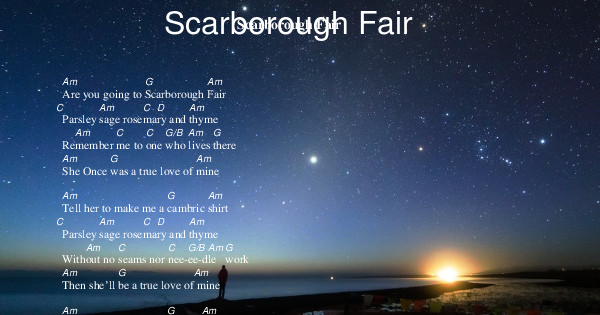 Scarborough Fair
Scarborough Fair
Am G Am
Are you going to Scarborough Fair
C Am C D Am
Parsley sage rosemary and thyme
Am C C G/B Am G
Remember me to one who lives there
Am G Am
She Once was a true love of mine
Am G Am
Tell her to make me a cambric shirt
C Am C D Am
Parsley sage rosemary and thyme
Am C C G/B Am G
Without no seams nor nee-ee-dle work
Am G Am
Then she'll be a true love of mine
Am G Am